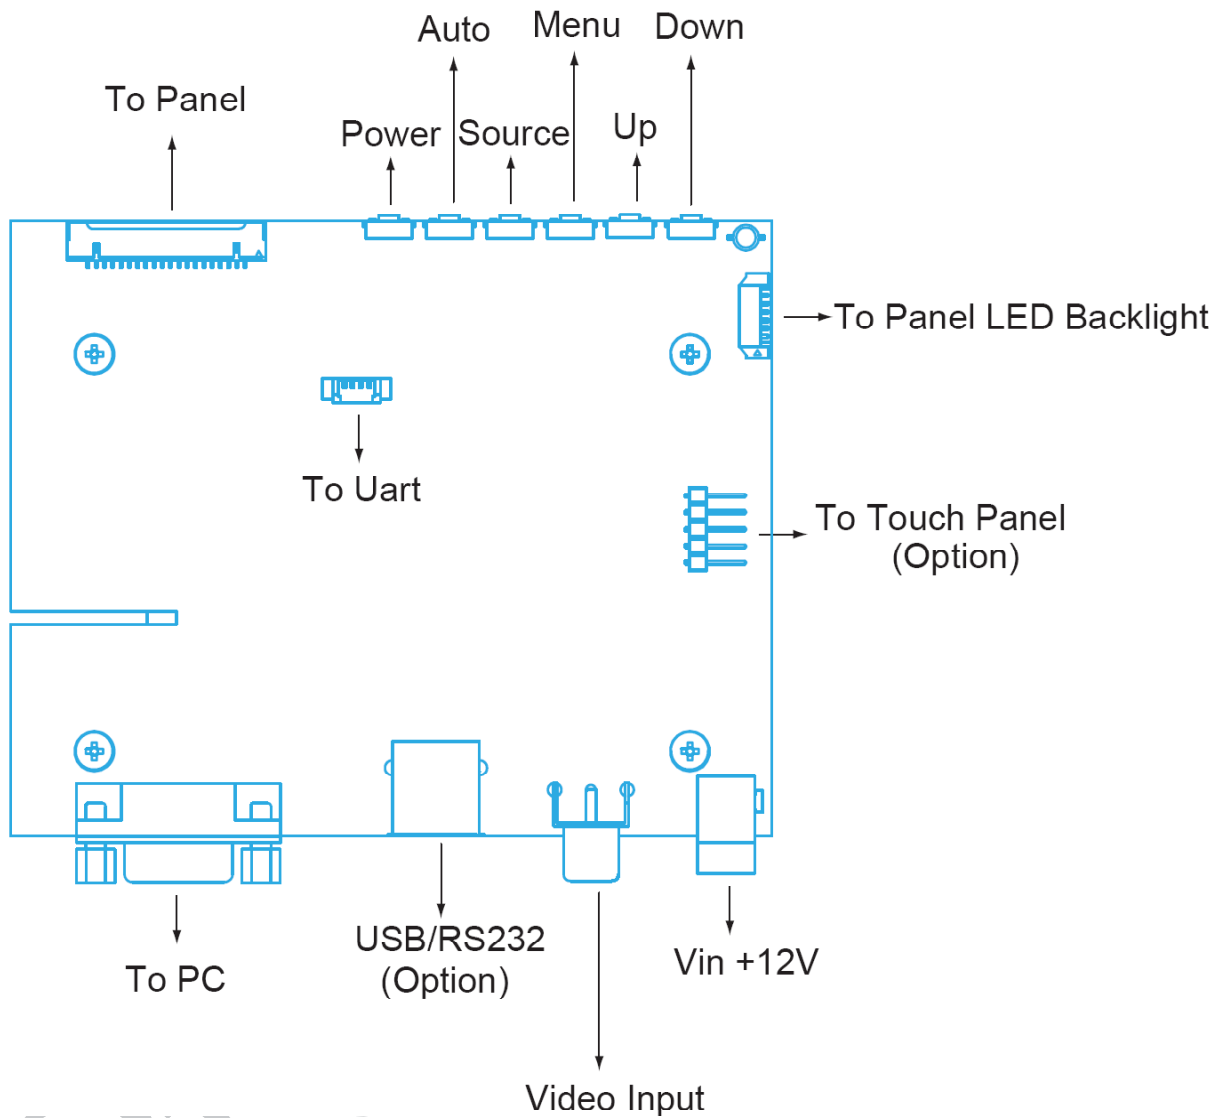 Auto
Menu
Down
To Panel
Power
Source
Up
To Panel LED Backlight
To Uart
To Touch Panel
(Option)
USB/RS232
(Option)
Vin +12V
To PC
Video Input